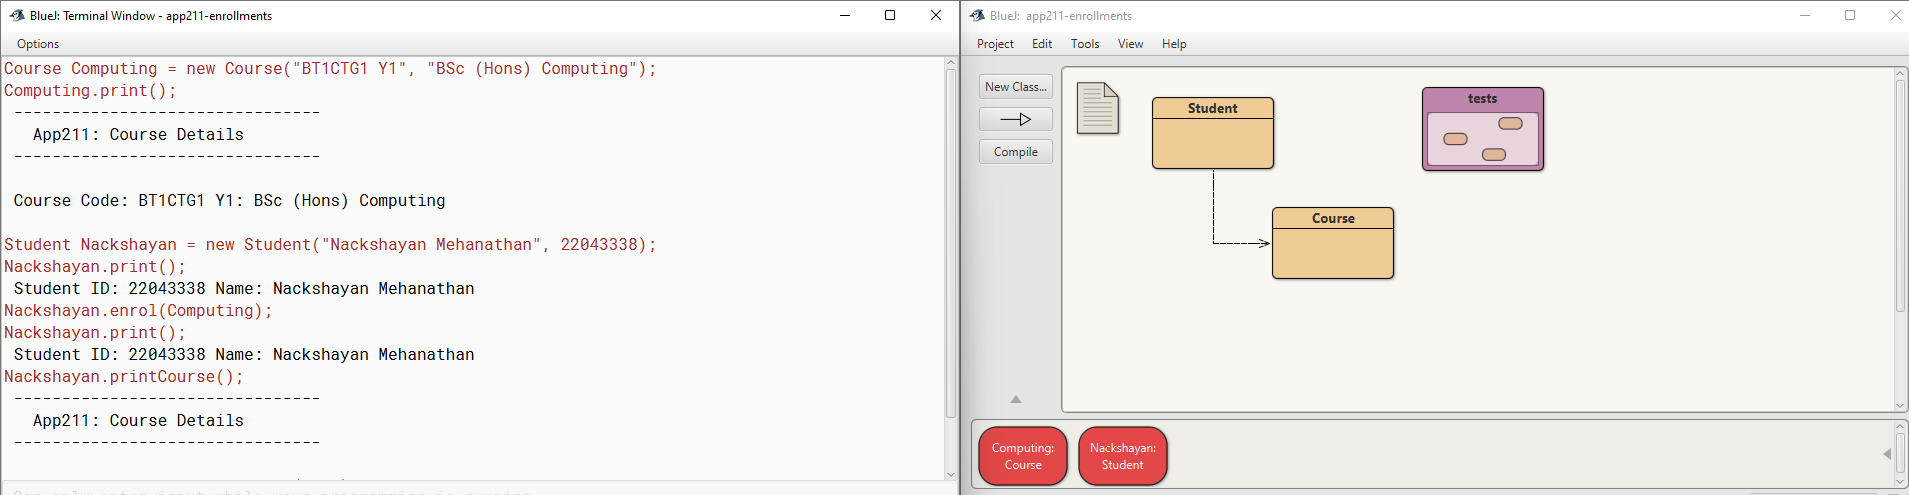 BlueJ: Terminal Window - app211-enrollments
Options
Course Computing = new Course("BT1CTG1 Y1", "BSc (Hons) Computing");
Computing.print();
--------------------------------
App211: Course Details
--------------------------------
Course Code: BT1CTG1 Y1: BSc (Hons) Computing
Student Nackshayan = new Student("Nackshayan Mehanathan", 22043338);
Nackshayan.print();
Student ID: 22043338 Name: Nackshayan Mehanathan
Nackshayan.enrol(Computing);
Nackshayan.print();
Student ID: 22043338 Name: Nackshayan Mehanathan
Nackshayan.printCourse();
--------------------------------
App211: Course Details
--------------------------------
BlueJ: app211-enrollments
Project Edit Tools View Help
New Class...
Compile
Student
tests
Course
Computing:
Course
Nackshayan:
Student